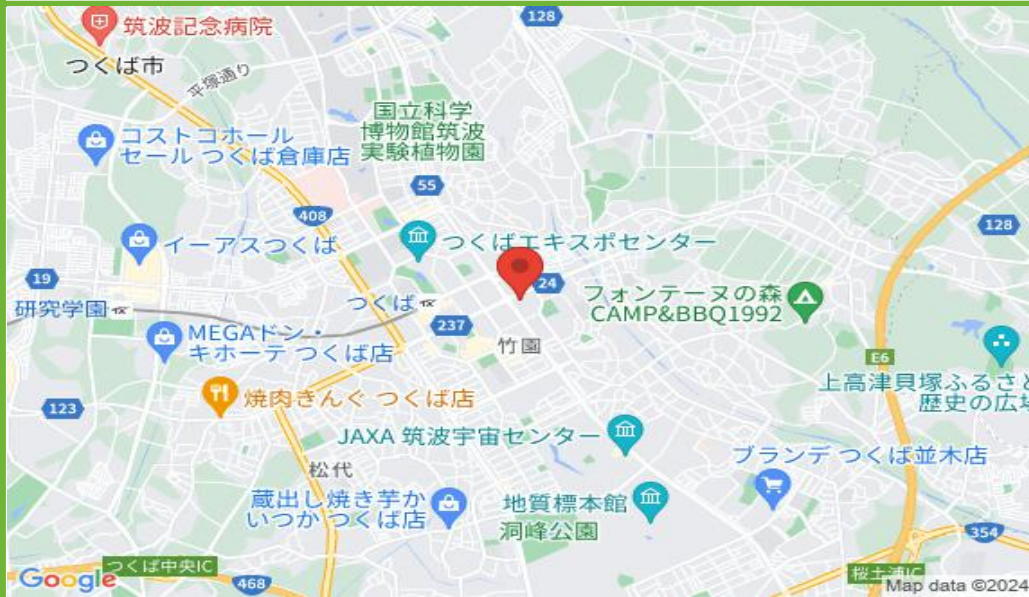 128
筑波記念病院
つくば市
平塚通り
国立科学
博物館筑波
実験植物園
コストコホール
セール つくば倉庫店
55
408
128
イーアスつくば
つくばエキスポセンター
19
24
研究学園
つくば
フォンテーヌの森
CAMP&BBQ1992
237
MEGAドン・
キホーテ つくば店
竹園
E6
上高津貝塚ふるさと
歴史の広場
123
焼肉きんぐ つくば店
JAXA 筑波宇宙センター
ブランデ つくば並木店
松代
蔵出し焼き芋か
いつか つくば店
地質標本館
洞峰公園
354
つくば中央IC
桜土浦IC
Google
468
Map data ©2024